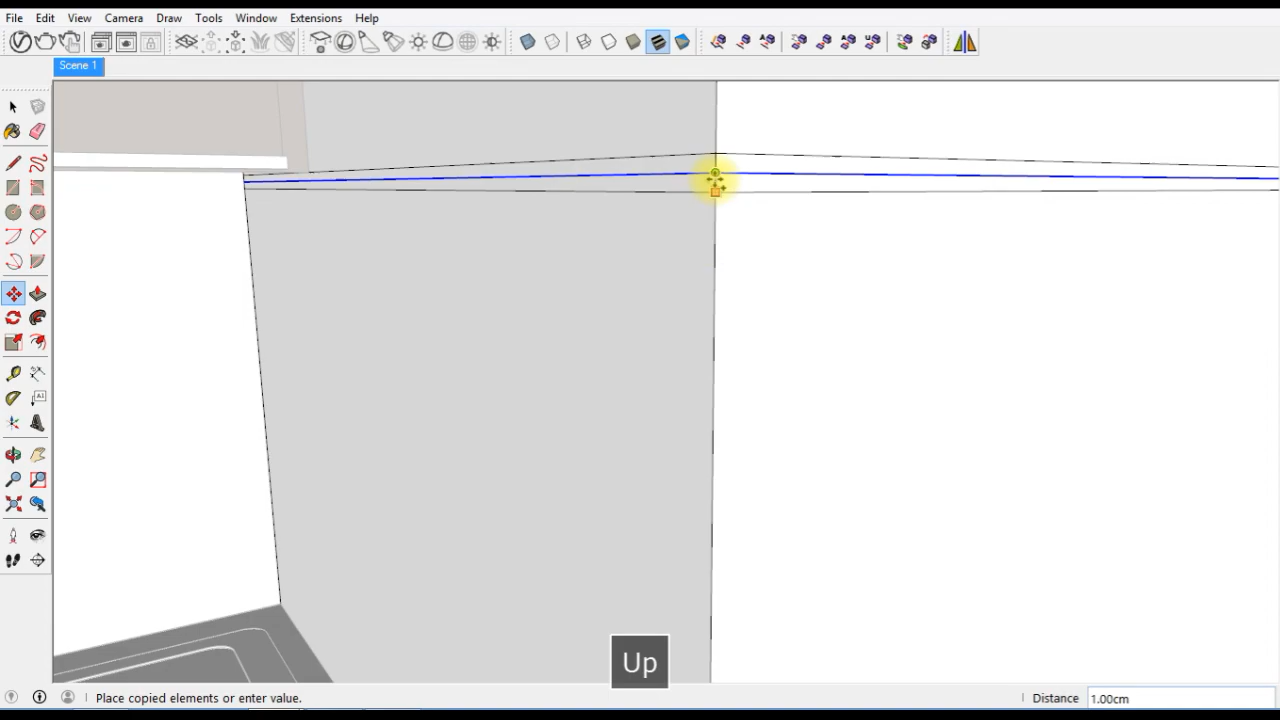 File Edit View Camera Draw Tools Window Extensions Help
Scene 1
Up
Place copied elements or enter value. Distance 1.00cm